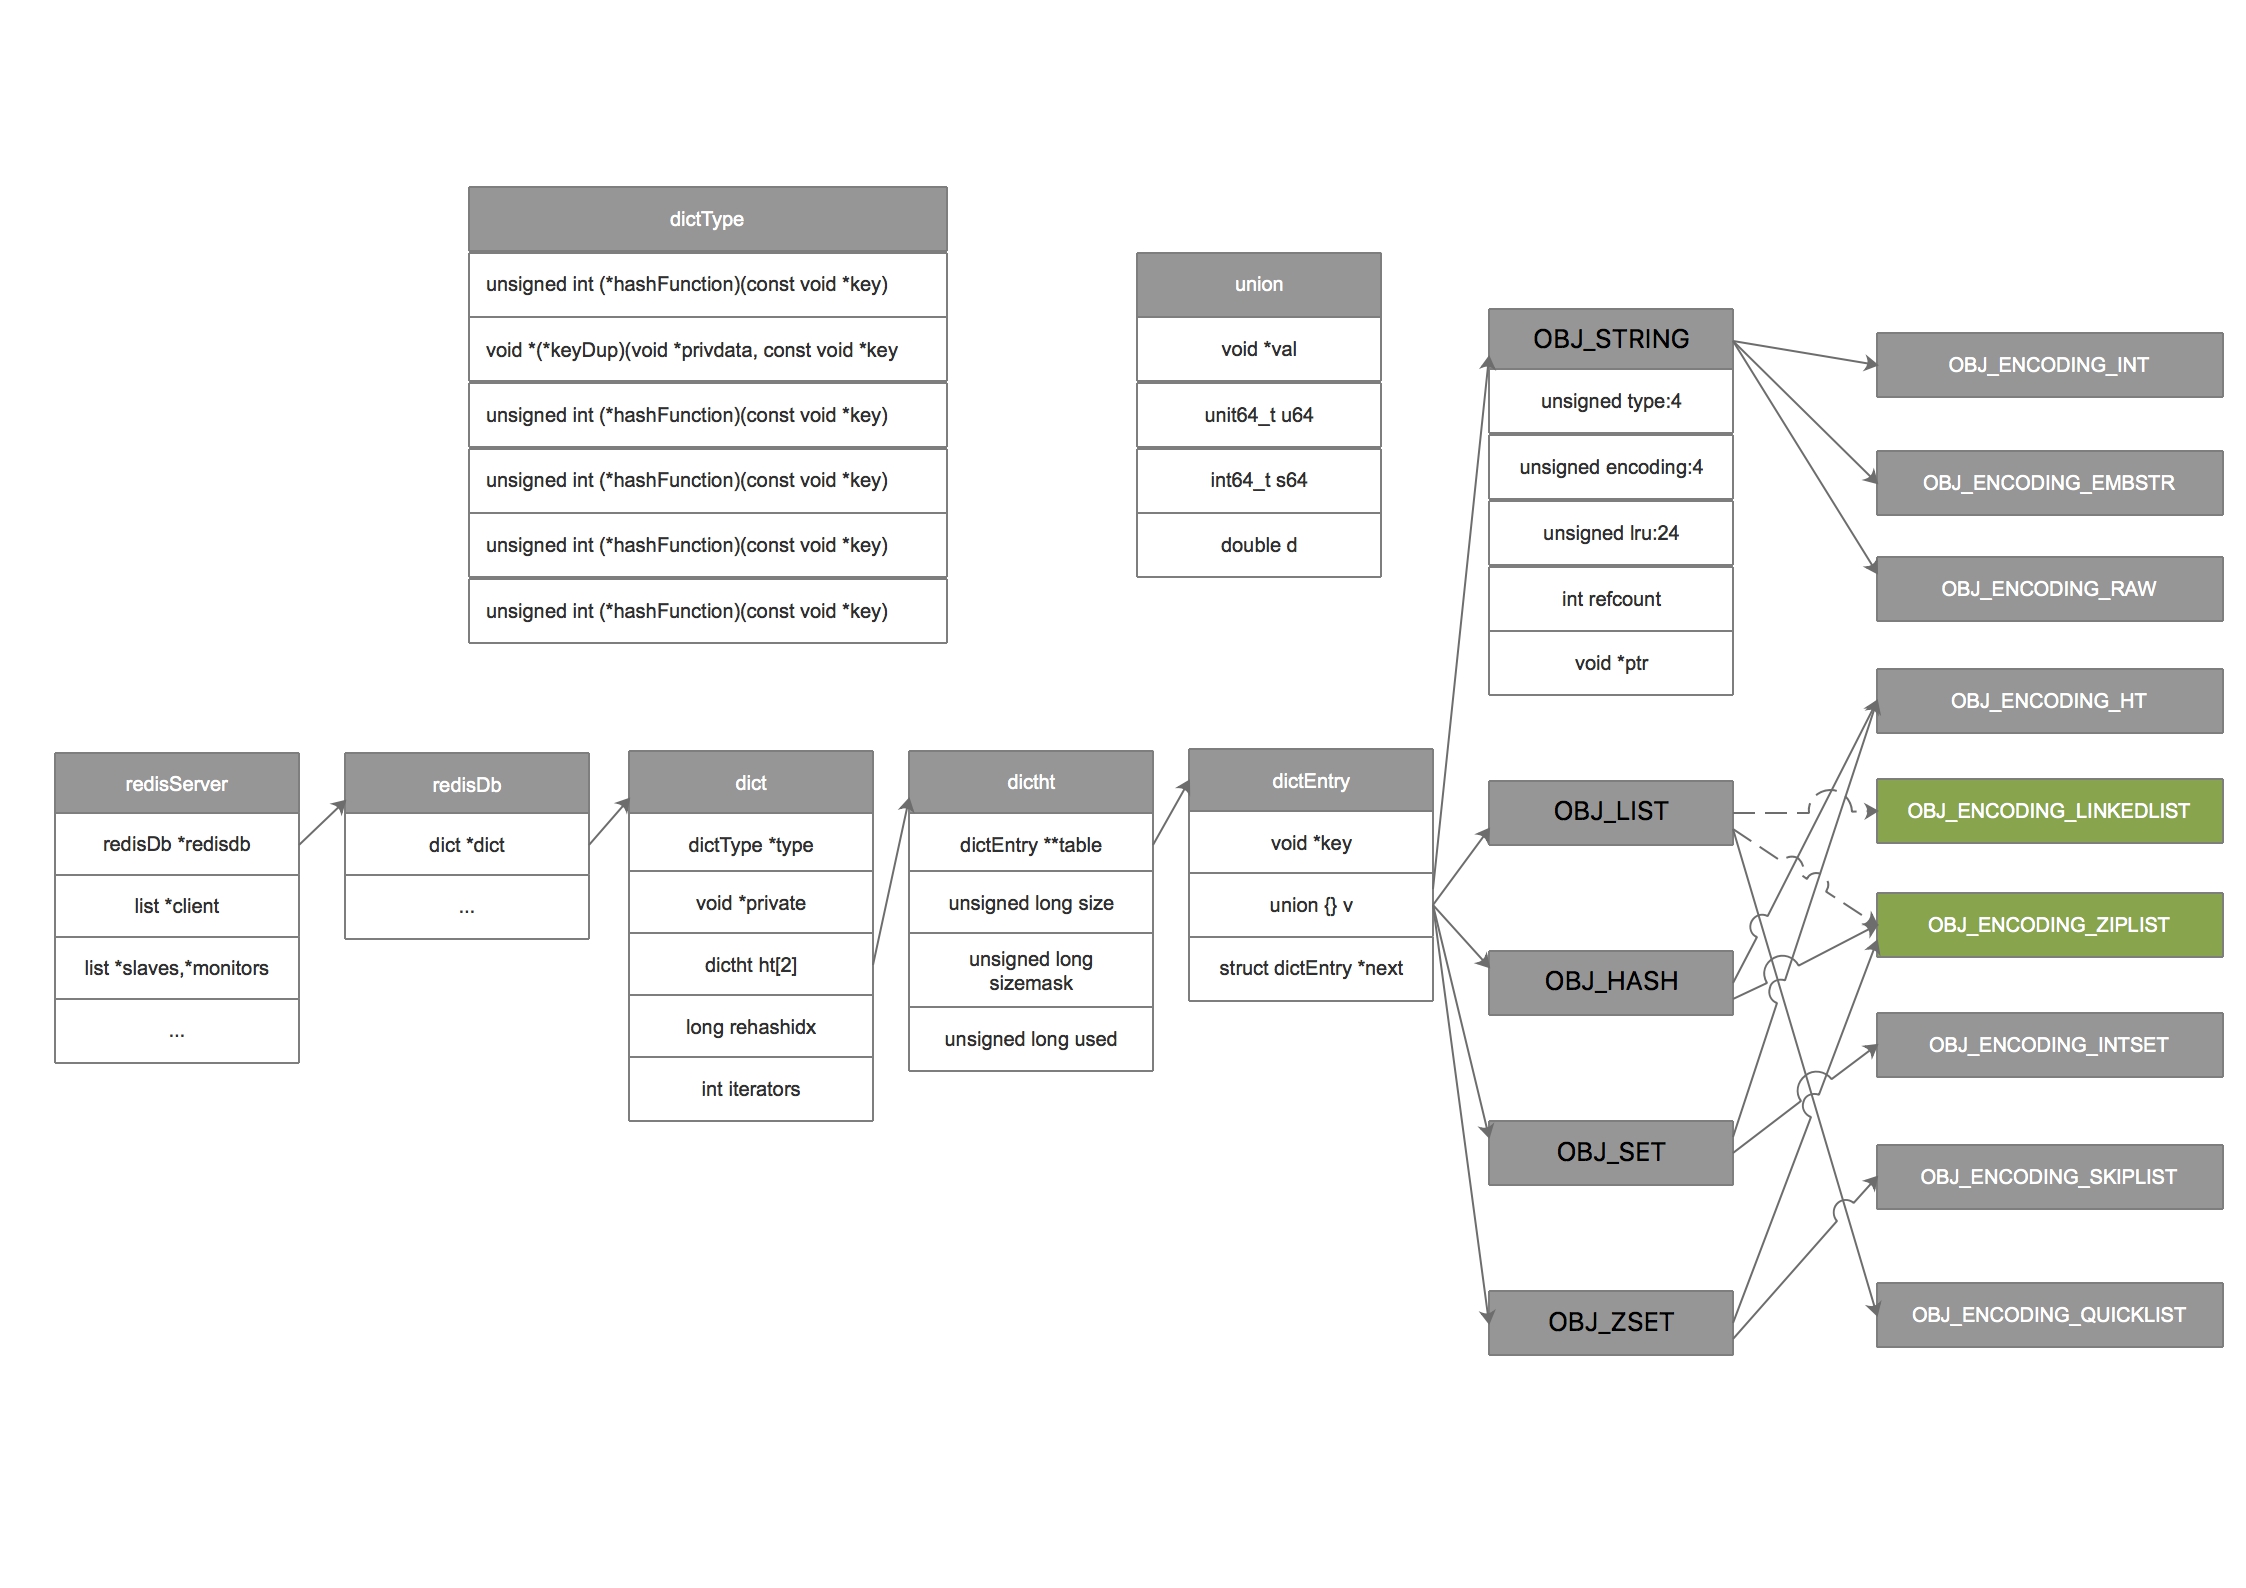 dictType
unsigned int (*hashFunction)(const void *key)
void *(*keyDup)(void *privdata, const void *key
unsigned int (*hashFunction)(const void *key)
unsigned int (*hashFunction)(const void *key)
unsigned int (*hashFunction)(const void *key)
unsigned int (*hashFunction)(const void *key)
union
void *val
unit64_t u64
int64_t s64
double d
redisServer
redisDb *redisdb
list *client
list *slaves,*monitors
...
redisDb
dict *dict
...
dict
dictType *type
void *private
dictht ht[2]
long rehashidx
int iterators
dictht
dictEntry **table
unsigned long size
unsigned long
sizemask
unsigned long used
dictEntry
void *key
union {} v
struct dictEntry *next
OBJ_STRING
unsigned type:4
unsigned encoding:4
unsigned lru:24
int refcount
void *ptr
OBJ_LIST
OBJ_HASH
OBJ_SET
OBJ_ZSET
OBJ_ENCODING_INT
OBJ_ENCODING_EMBSTR
OBJ_ENCODING_RAW
OBJ_ENCODING_HT
OBJ_ENCODING_LINKEDLIST
OBJ_ENCODING_ZIPLIST
OBJ_ENCODING_INTSET
OBJ_ENCODING_SKIPLIST
OBJ_ENCODING_QUICKLIST